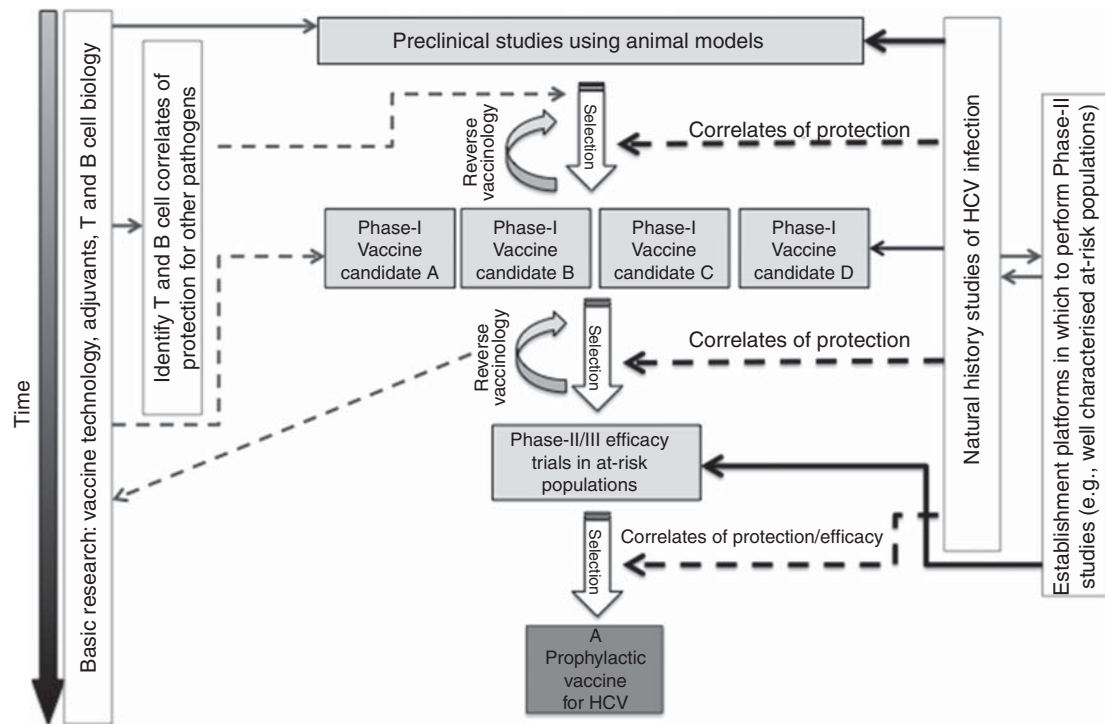 Time
Basic research: vaccine technology, adjuvants, T and B cell biology
Identify T and B cell correlates of
protection for other pathogens
Preclinical studies using animal models
Reverse
vaccinology
Selection
Correlates of protection
Phase-I
Vaccine
candidate A
Phase-I
Vaccine
candidate B
Phase-I
Vaccine
candidate C
Phase-I
Vaccine
candidate D
Reverse
vaccinology
Selection
Correlates of protection
Phase-II/III efficacy
trials in at-risk
populations
Selection
Correlates of protection/efficacy
A
Prophylactic
vaccine
for HCV
Natural history studies of HCV infection
Establishment platforms in which to perform Phase-II
studies (e.g., well characterised at-risk populations)